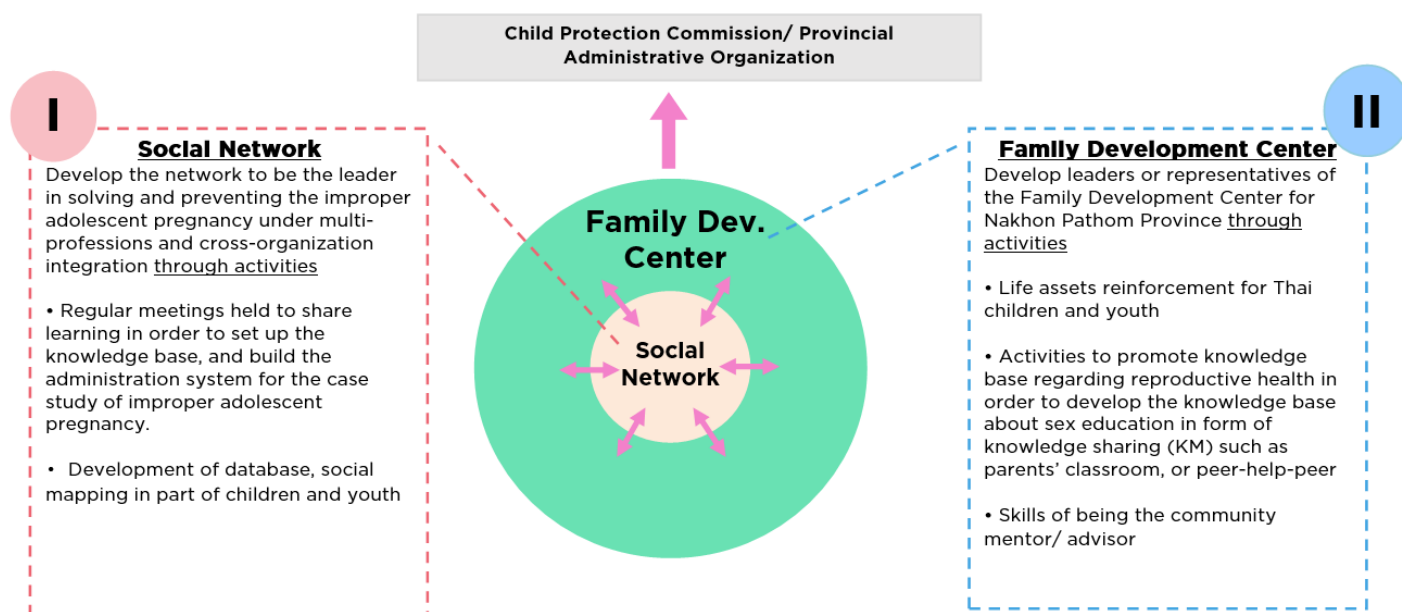 Child Protection Commission/ Provincial
Administrative Organization
I
Social Network
Develop the network to be the leader
in solving and preventing the improper
adolescent pregnancy under multi-
professions and cross-organization
integration through activities
• Regular meetings held to share
learning in order to set up the
knowledge base, and build the
administration system for the case
study of improper adolescent
pregnancy.
• Development of database, social
mapping in part of children and youth
Family Dev.
Center
Social
Network
II
Family Development Center
Develop leaders or representatives of
the Family Development Center for
Nakhon Pathom Province through
activities
• Life assets reinforcement for Thai
children and youth
• Activities to promote knowledge
base regarding reproductive health in
order to develop the knowledge base
about sex education in form of
knowledge sharing (KM) such as
parents' classroom, or peer-help-peer
• Skills of being the community
mentor/ advisor